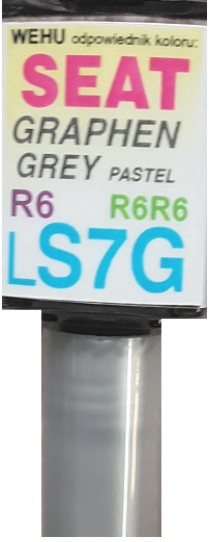 WEHU odpowiednik koloru:
SEAT
GRAPHEN
GREY PASTEL
R6 R6R6
LS7G